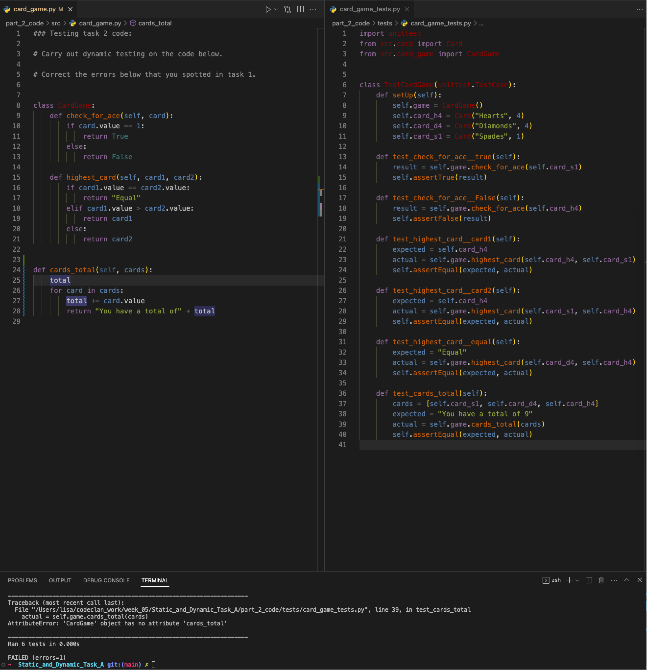 card_game.py M ×
part_2_code > src > card_game.py > cards_total
1 ### Testing task 2 code:
2
3 # Carry out dynamic testing on the code below.
4
5 # Correct the errors below that you spotted in task 1.
6
7
8 class CardGame:
9 def check_for_ace(self, card):
10 if card.value == 1:
11 return True
12 else:
13 return False
14
15 def highest_card(self, card1, card2):
16 if card1.value == card2.value:
17 return "Equal"
18 elif card1.value > card2.value:
19 return card1
20 else:
21 return card2
22
23
24 def cards_total(self, cards):
25 total
26 for card in cards:
27 total += card.value
28 return "You have a total of" + total
29
card_game_tests.py ×
part_2_code > tests > card_game_tests.py > ...
1 import unittest
2 from src.card import Card
3 from src.card_game import CardGame
4
5
6 class TestCardGame(unittest.TestCase):
7 def setUp(self):
8 self.game = CardGame()
9 self.card_h4 = Card("Hearts", 4)
10 self.card_d4 = Card("Diamonds", 4)
11 self.card_s1 = Card("Spades", 1)
12
13 def test_check_for_ace__true(self):
14 result = self.game.check_for_ace(self.card_s1)
15 self.assertTrue(result)
16
17 def test_check_for_ace__False(self):
18 result = self.game.check_for_ace(self.card_h4)
19 self.assertFalse(result)
20
21 def test_highest_card__card1(self):
22 expected = self.card_h4
23 actual = self.game.highest_card(self.card_h4, self.card_s1)
24 self.assertEqual(expected, actual)
25
26 def test_highest_card__card2(self):
27 expected = self.card_h4
28 actual = self.game.highest_card(self.card_s1, self.card_h4)
29 self.assertEqual(expected, actual)
30
31 def test_highest_card__equal(self):
32 expected = "Equal"
33 actual = self.game.highest_card(self.card_d4, self.card_h4)
34 self.assertEqual(expected, actual)
35
36 def test_cards_total(self):
37 cards = [self.card_s1, self.card_d4, self.card_h4]
38 expected = "You have a total of 9"
39 actual = self.game.cards_total(cards)
40 self.assertEqual(expected, actual)
41
PROBLEMS OUTPUT DEBUG CONSOLE TERMINAL zsh
Traceback (most recent call last):
File "/Users/lisa/codeclan_work/week_05/Static_and_Dynamic_Task_A/part_2_code/tests/card_game_tests.py", line 39, in test_cards_total
actual = self.game.cards_total(cards)
AttributeError: 'CardGame' object has no attribute 'cards_total'
Ran 6 tests in 0.000s
FAILED (errors=1)
→ Static_and_Dynamic_Task_A git:(main) ✗